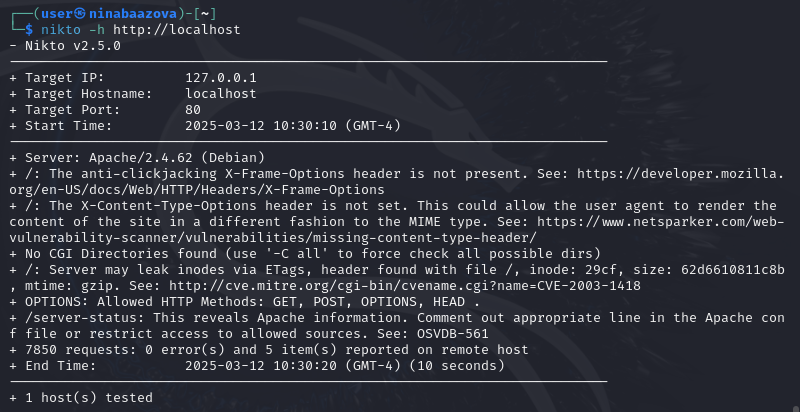 ┌──(user㉿ninabaazova)-[~]
└─$ nikto -h http://localhost
- Nikto v2.5.0
---------------------------------------------------------------------------
+ Target IP:          127.0.0.1
+ Target Hostname:    localhost
+ Target Port:        80
+ Start Time:         2025-03-12 10:30:10 (GMT-4)
---------------------------------------------------------------------------
+ Server: Apache/2.4.62 (Debian)
+ /: The anti-clickjacking X-Frame-Options header is not present. See: https://developer.mozilla.
org/en-US/docs/Web/HTTP/Headers/X-Frame-Options
+ /: The X-Content-Type-Options header is not set. This could allow the user agent to render the
content of the site in a different fashion to the MIME type. See: https://www.netsparker.com/web-
vulnerability-scanner/vulnerabilities/missing-content-type-header/
+ No CGI Directories found (use '-C all' to force check all possible dirs)
+ /: Server may leak inodes via ETags, header found with file /, inode: 29cf, size: 62d6610811c8b
, mtime: gzip. See: http://cve.mitre.org/cgi-bin/cvename.cgi?name=CVE-2003-1418
+ OPTIONS: Allowed HTTP Methods: GET, POST, OPTIONS, HEAD .
+ /server-status: This reveals Apache information. Comment out appropriate line in the Apache con
f file or restrict access to allowed sources. See: OSVDB-561
+ 7850 requests: 0 error(s) and 5 item(s) reported on remote host
+ End Time:           2025-03-12 10:30:20 (GMT-4) (10 seconds)
---------------------------------------------------------------------------
+ 1 host(s) tested